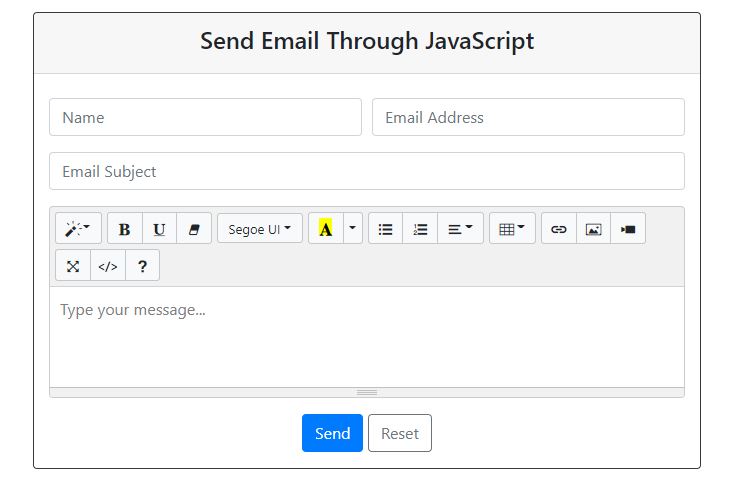 Send Email Through JavaScript
Name
Email Address
Email Subject
B U Segoe UI A
</> ?
Type your message...
Send Reset